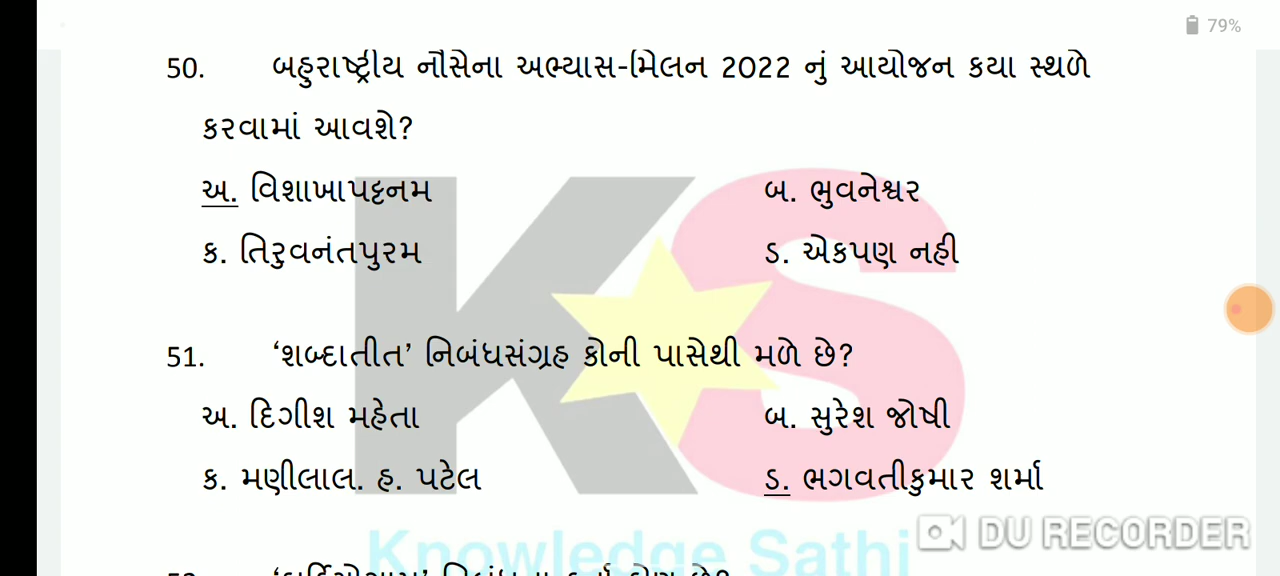 79%
50. બહુરાષ્ટ્રીય નૌસેના અભ્યાસ-મિલન 2022 નું આયોજન કયા સ્થળે
કરવામાં આવશે?
અ. વિશાખાપટ્ટનમ બ. ભુવનેશ્વર
ક. તિરુવનંતપુરમ ડ. એકપણ નહી
51. ‘શબ્દાતીત’ નિબંધસંગ્રહ કોની પાસેથી મળે છે?
અ. દિગીશ મહેતા બ. સુરેશ જોષી
ક. મણીલાલ. હ. પટેલ ડ. ભગવતીકુમાર શર્મા
KS
Knowledge Sathi
DU RECORDER